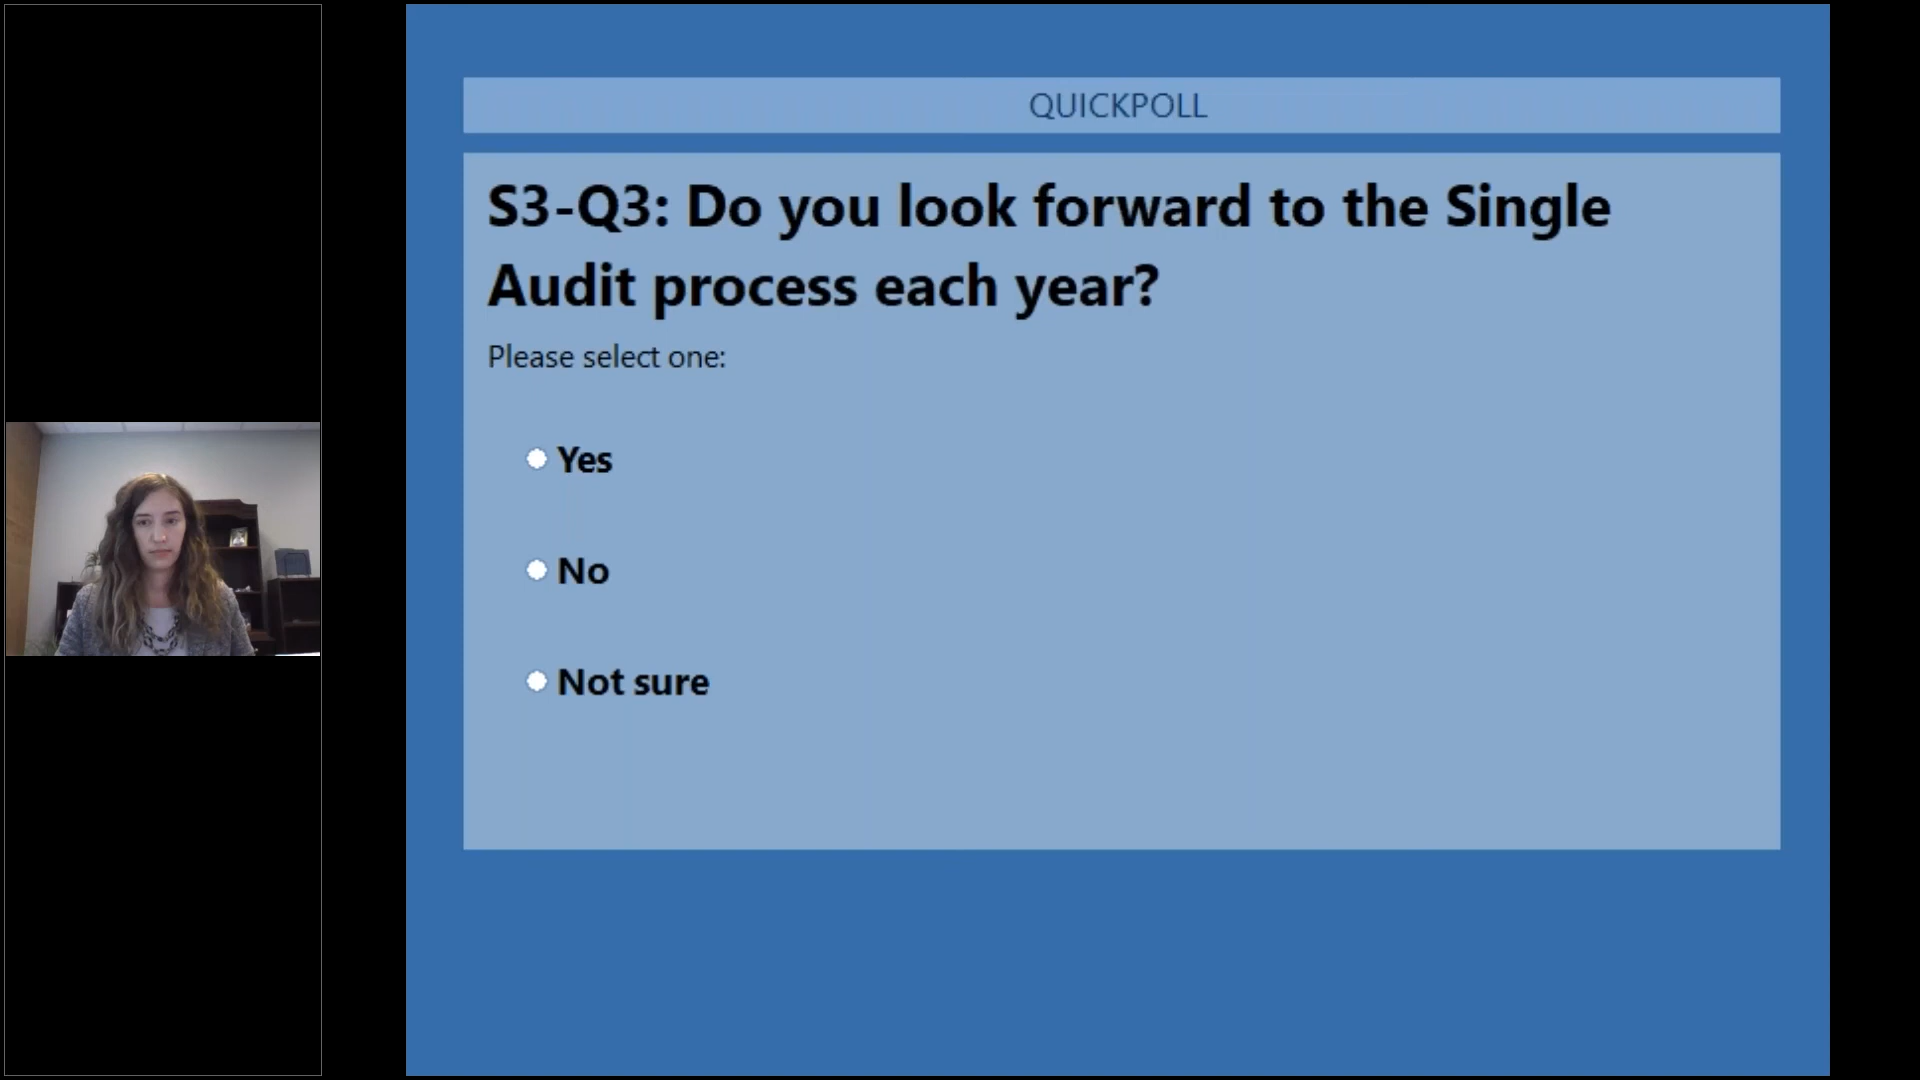 QUICKPOLL
S3-Q3: Do you look forward to the Single
Audit process each year?
Please select one:
Yes
No
Not sure